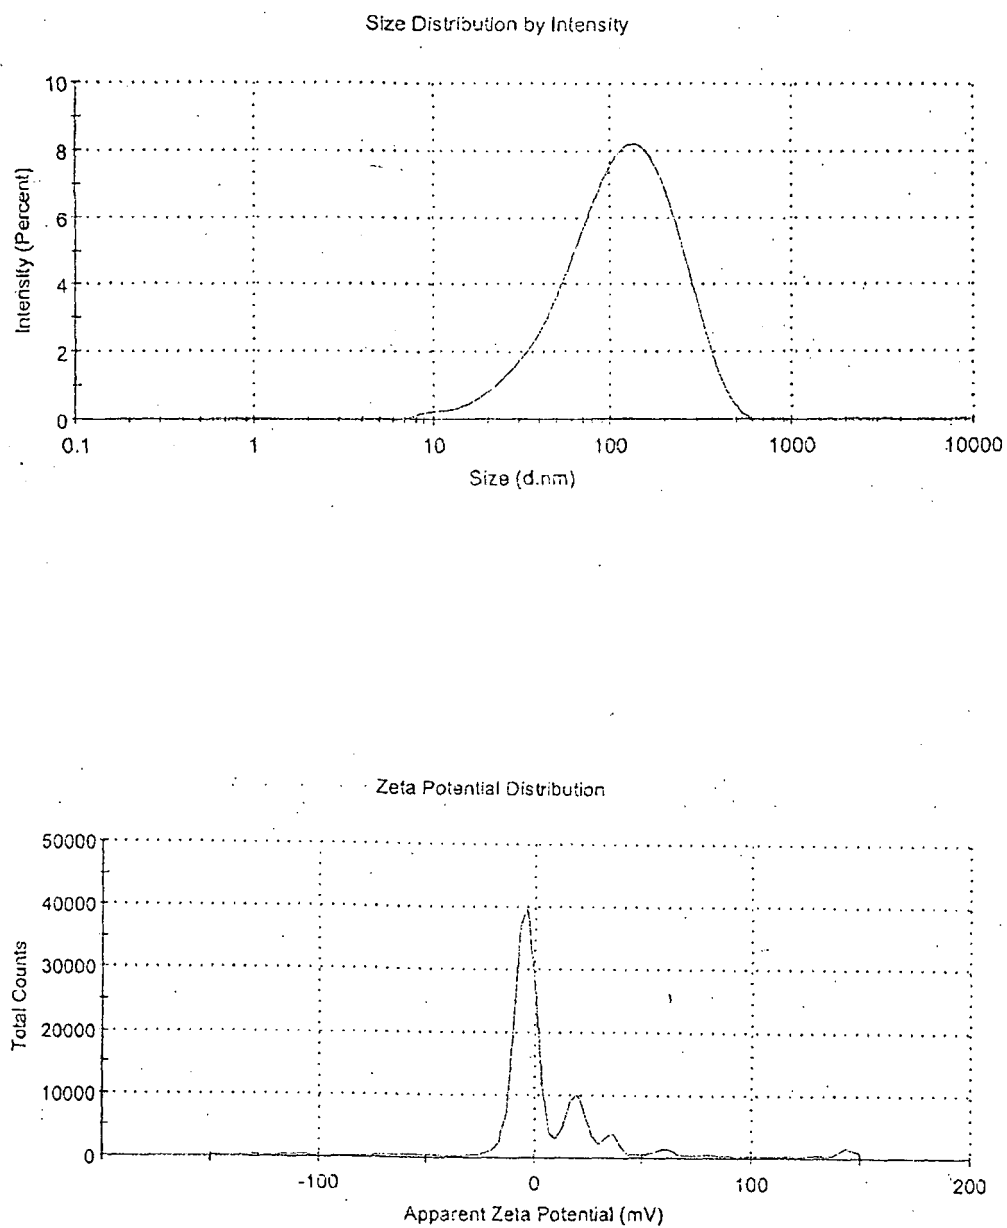 Size Distribution by Intensity
10
8
6
4
2
0
Intensity (Percent)
0.1 1 10 100 1000 10000
Size (d.nm)
Zeta Potential Distribution
50000
40000
30000
20000
10000
0
Total Counts
-100 0 100 200
Apparent Zeta Potential (mV)